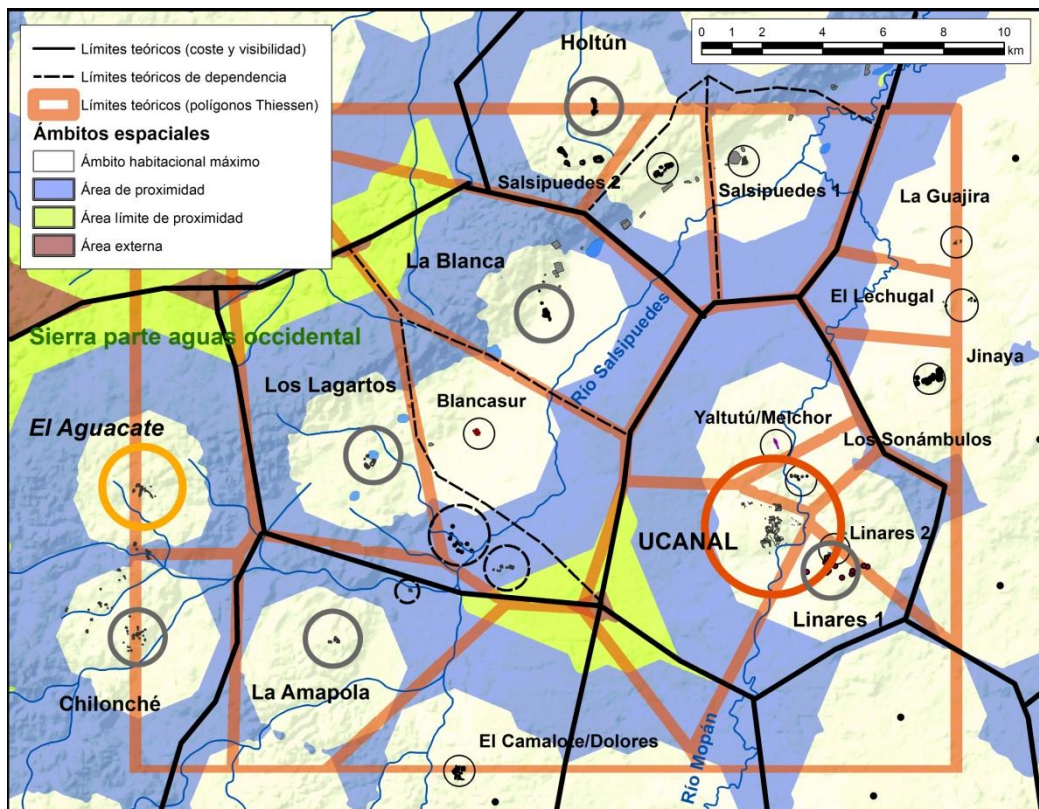 Límites teóricos (coste y visibilidad)
Límites teóricos de dependencia
Límites teóricos (polígonos Thiessen)
Ámbitos espaciales
Ámbito habitacional máximo
Área de proximidad
Área límite de proximidad
Área externa
0 2 4 6 8 10
km
Holtún
Salsipuedes 2
Salsipuedes 1
La Guajira
La Blanca
El Lechugal
Sierra parte aguas occidental
Río Salsipuedes
Jinaya
Los Lagartos
Blancasur
Yaltutú/Melchor
El Aguacate
Los Sonámbulos
UCANAL
Linares 2
Linares 1
Chilonché
La Amapola
El Camalote/Dolores
Río Mopán